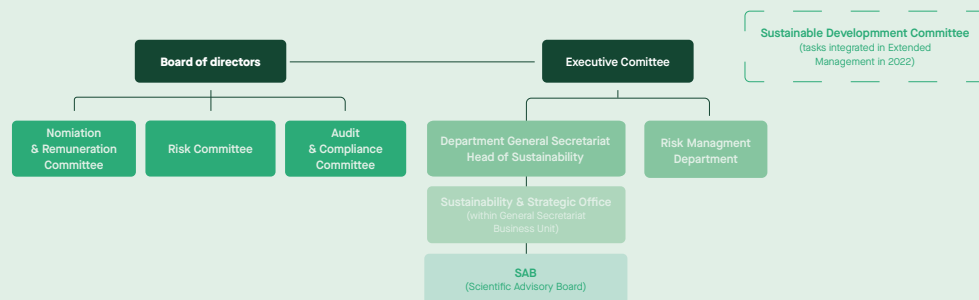 Sustainable Developmment Committee
(tasks integrated in Extended
Management in 2022)
Board of directors
Executive Comittee
Nomiation
& Remuneration
Committee
Risk Committee
Audit
& Compliance
Committee
Department General Secretariat
Head of Sustainability
Risk Managment
Department
Sustainability & Strategic Office
(within General Secretariat
Business Unit)
SAB
(Scientific Advisory Board)